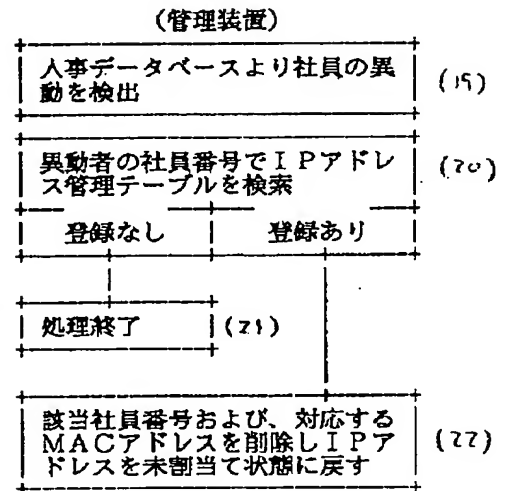 (管理装置)
人事データベースより社員の異
動を検出
(19)
異動者の社員番号でＩＰアドレ
ス管理テーブルを検索
(20)
登録なし 登録あり
処理終了
(21)
該当社員番号および、対応する
ＭＡＣアドレスを削除しＩＰア
ドレスを未割当て状態に戻す
(22)